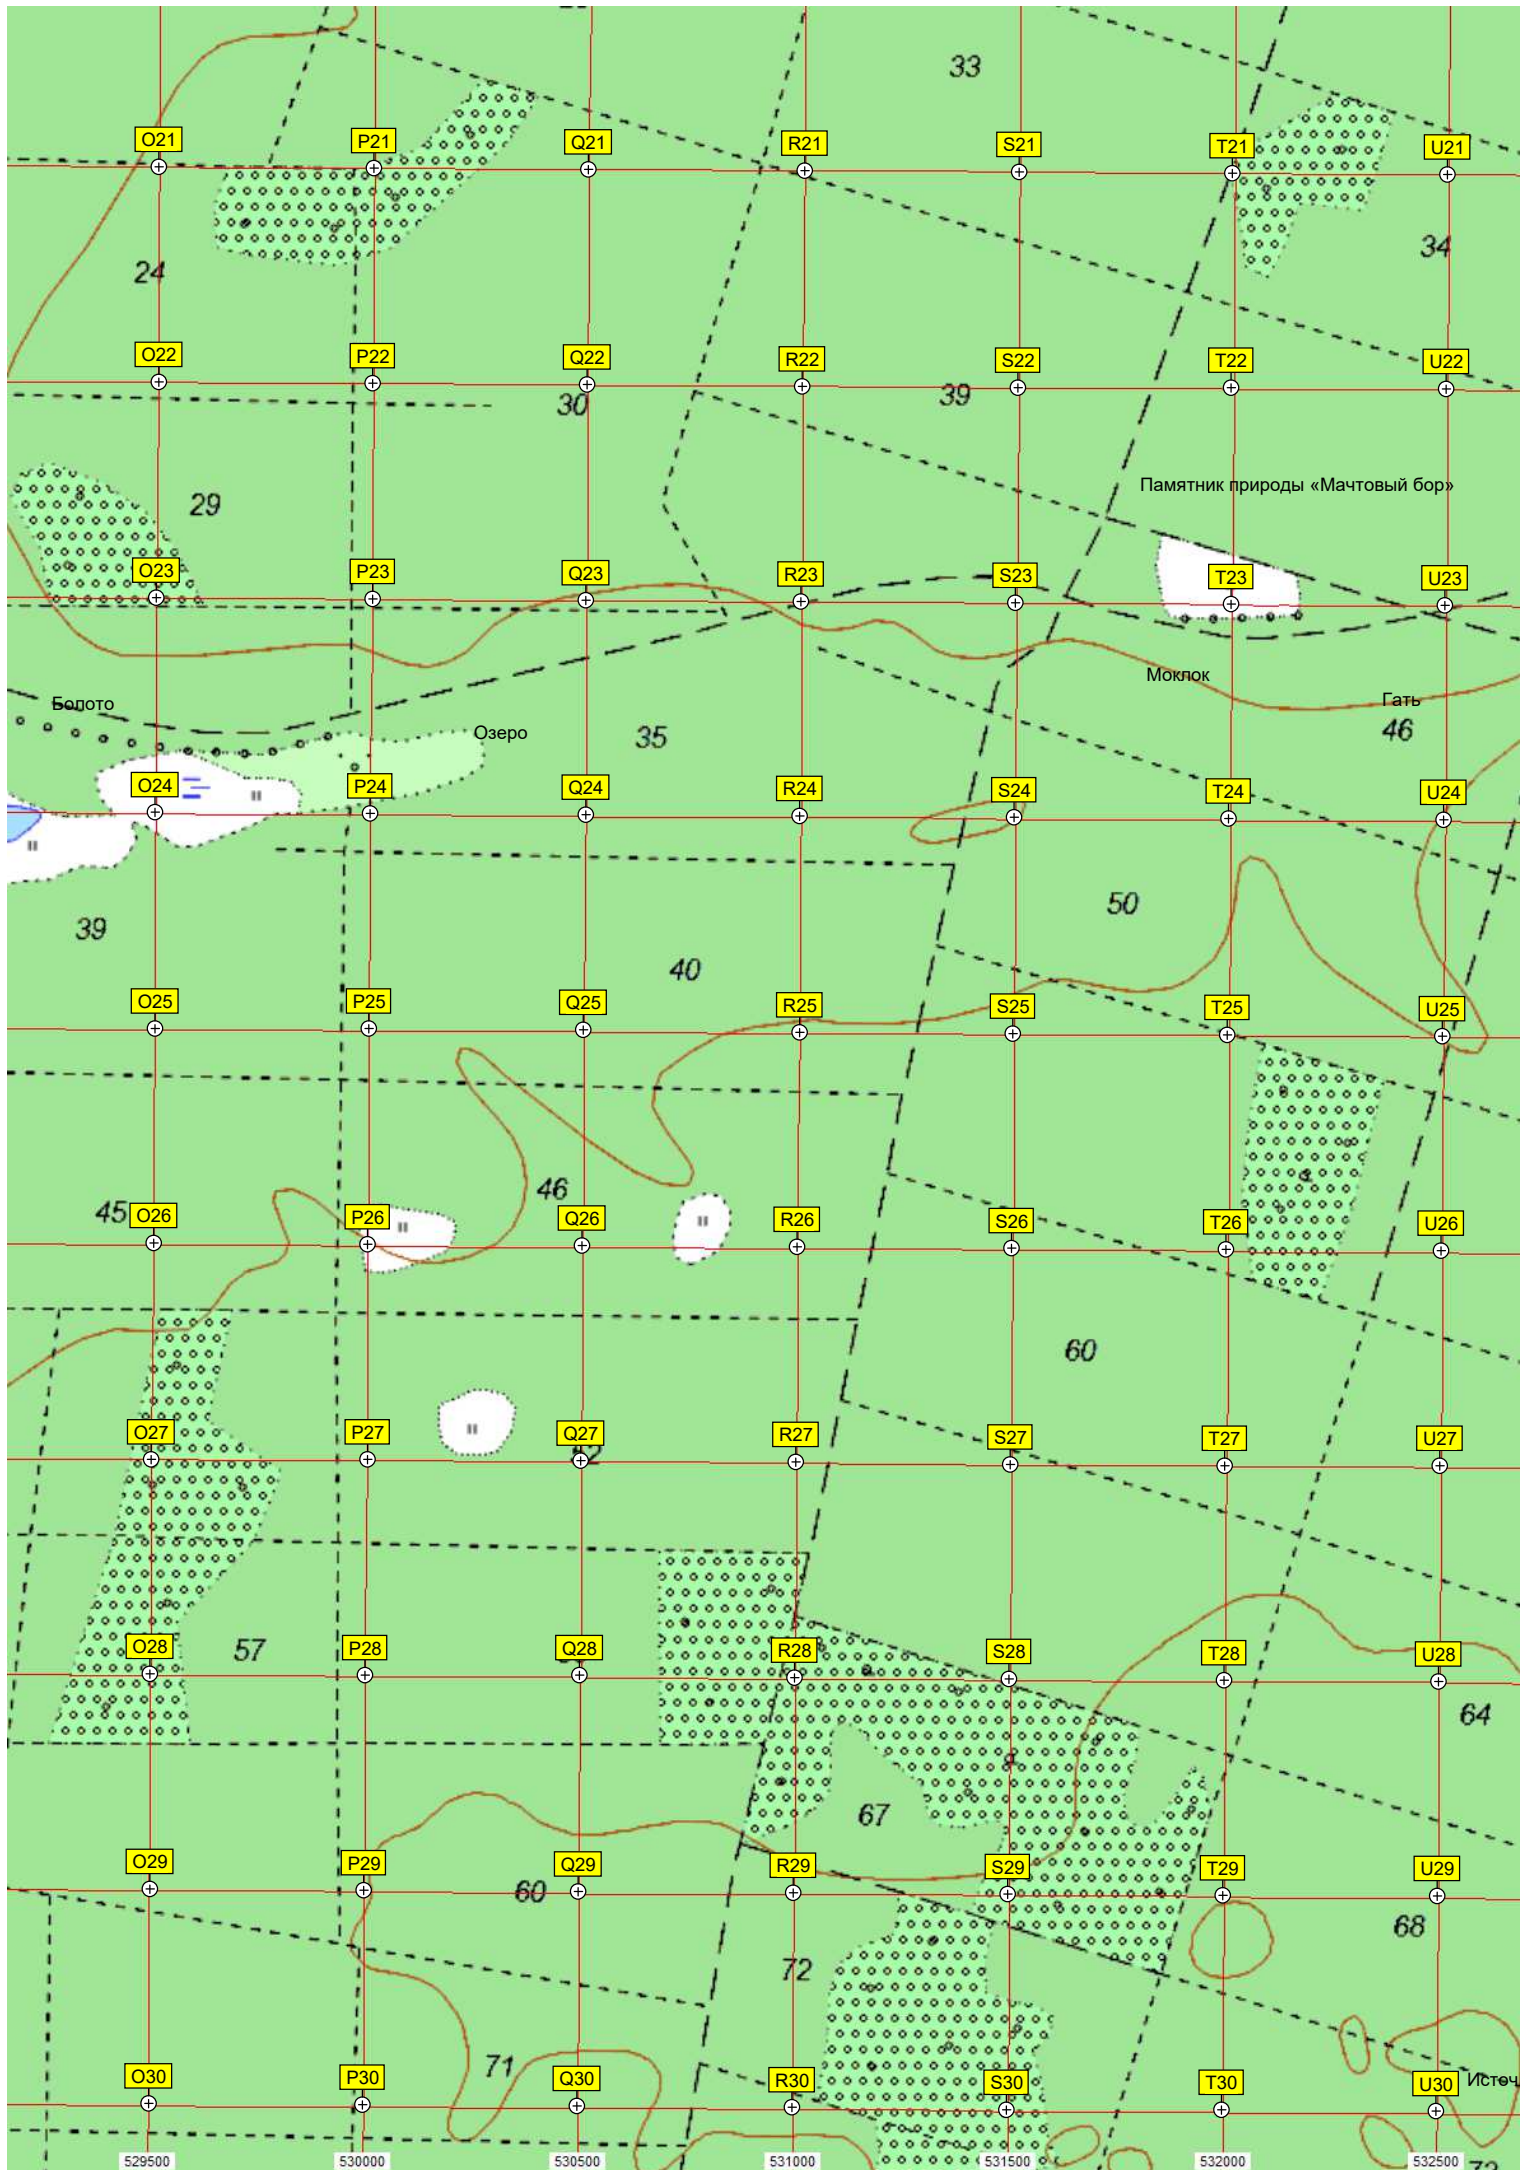 33
O21 P21 Q21 R21 S21 T21 U21
34
24
O22 P22 Q22 R22 S22 T22 U22
30 39
Памятник природы «Мачтовый бор»
29
O23 P23 Q23 R23 S23 T23 U23
Моклок
Болото Гать
Озеро 35 46
O24 P24 Q24 R24 S24 T24 U24
50
39
40
O25 P25 Q25 R25 S25 T25 U25
46
45 O26 P26 Q26 R26 S26 T26 U26
60
O27 P27 Q27 R27 S27 T27 U27
57 O28 P28 Q28 R28 S28 T28 U28
64
67
O29 P29 Q29 R29 S29 T29 U29
60 68
72
71
O30 P30 Q30 R30 S30 T30 U30 Источ
529500 530000 530500 531000 531500 532000 532500